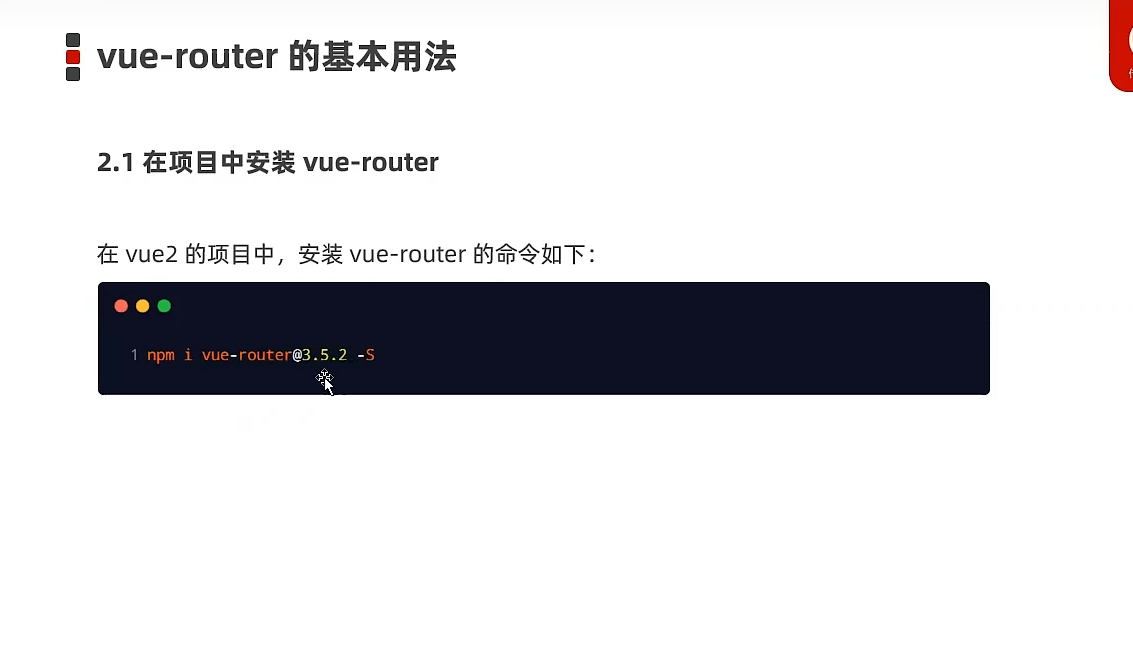 vue-router 的基本用法
2.1 在项目中安装 vue-router
在 vue2 的项目中，安装 vue-router 的命令如下：
1 npm i vue-router@3.5.2 -S